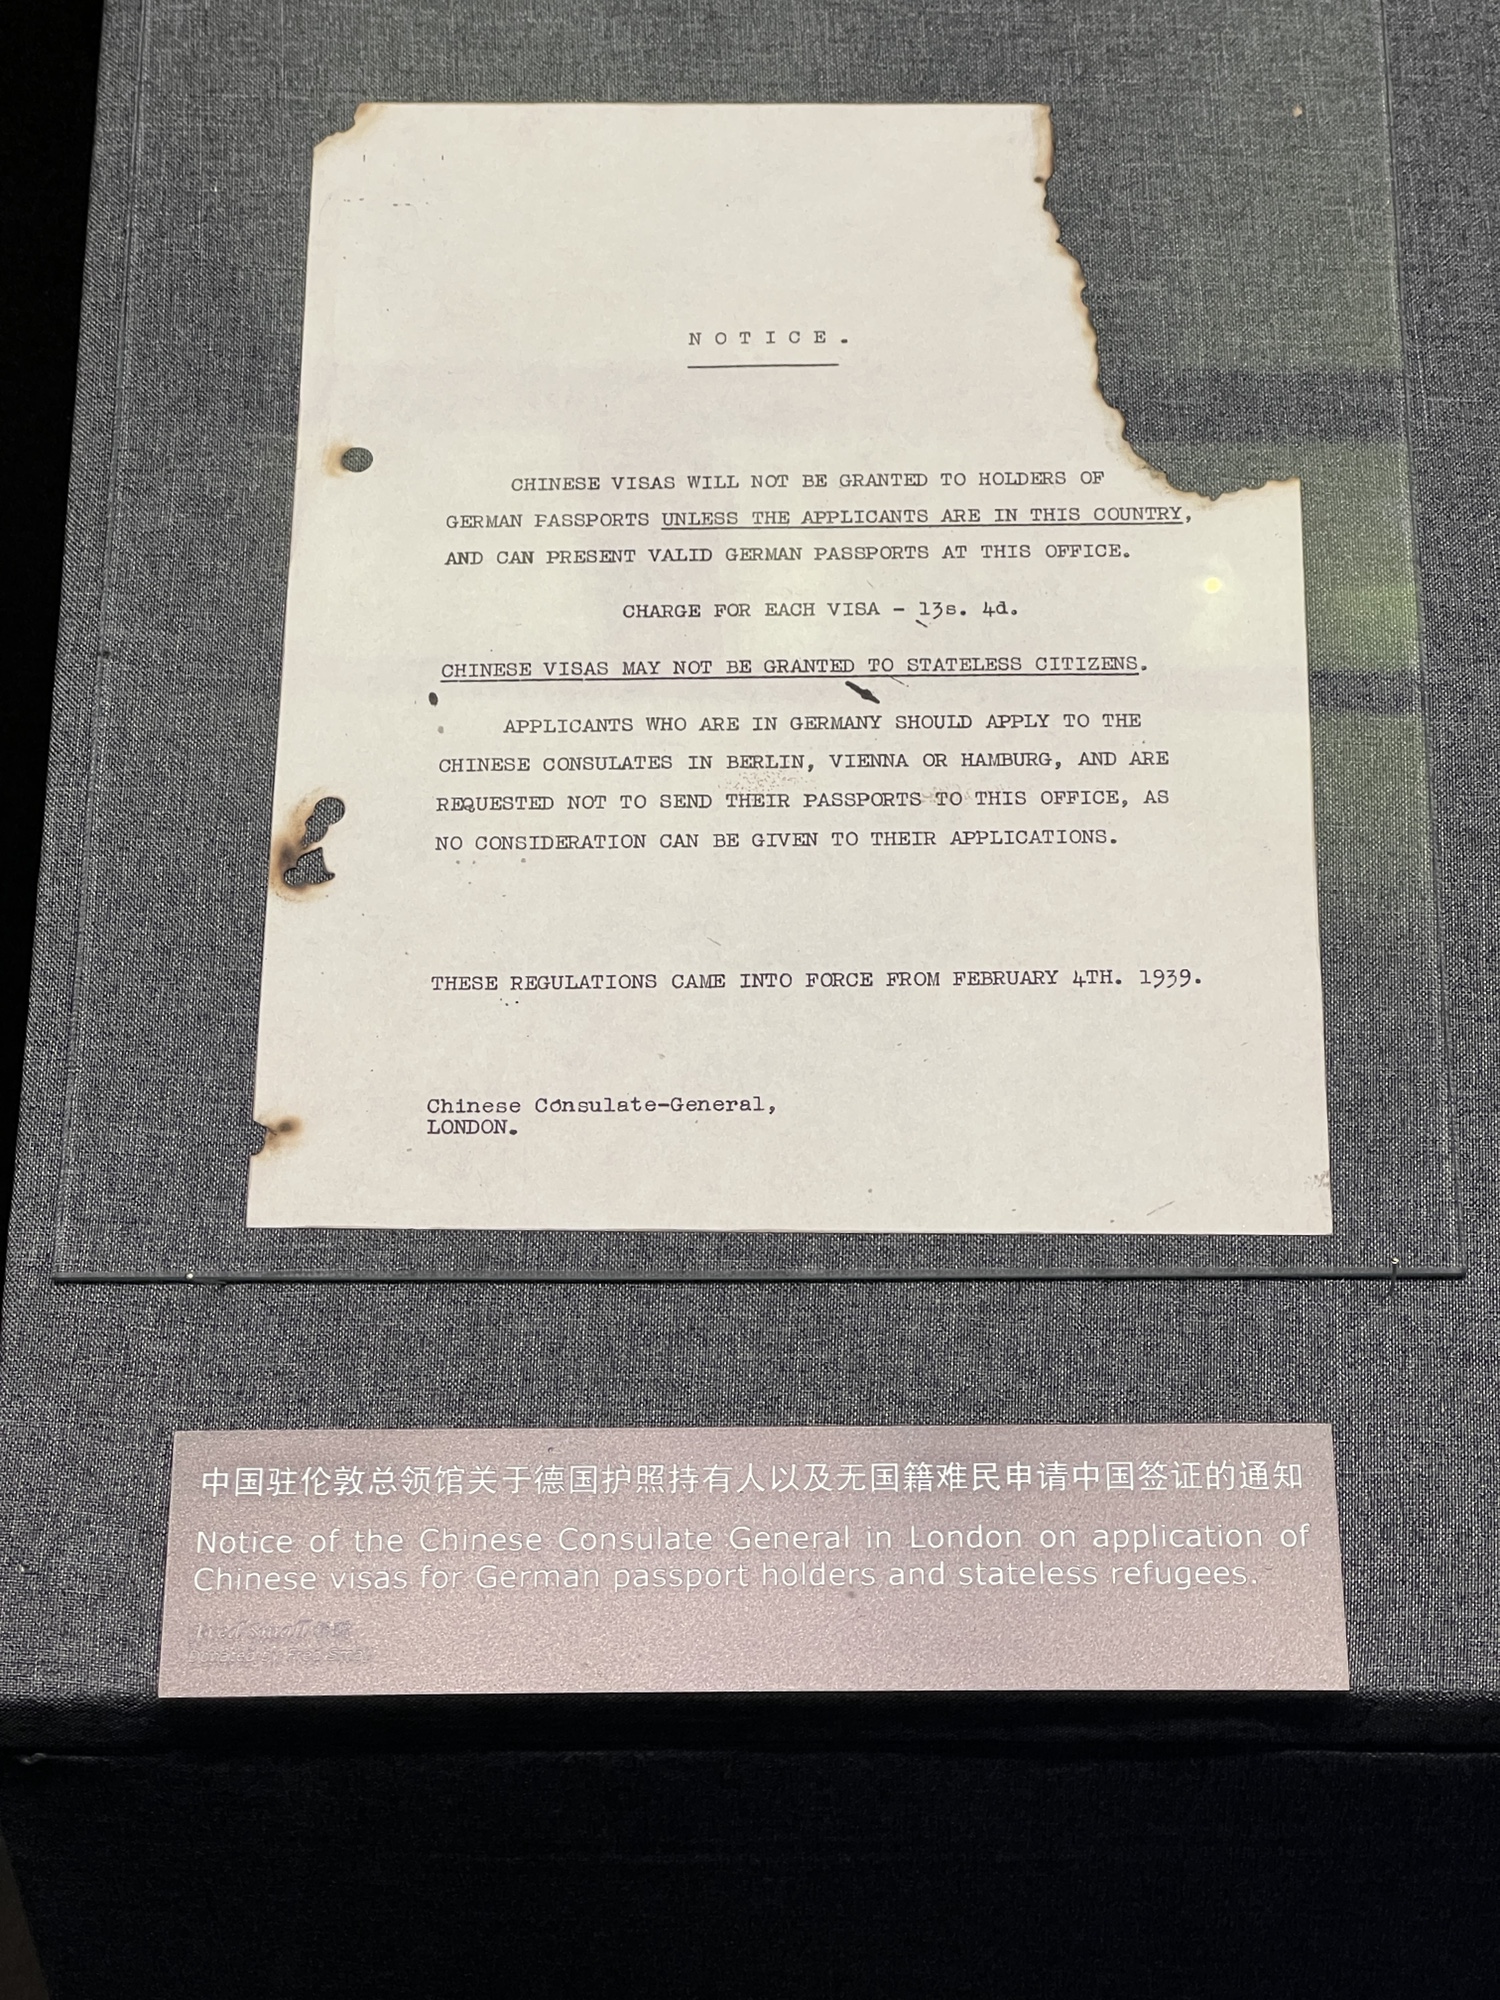 NOTICE.
CHINESE VISAS WILL NOT BE GRANTED TO HOLDERS OF
GERMAN PASSPORTS UNLESS THE APPLICANTS ARE IN THIS COUNTRY,
AND CAN PRESENT VALID GERMAN PASSPORTS AT THIS OFFICE.
CHARGE FOR EACH VISA - 13s. 4d.
CHINESE VISAS MAY NOT BE GRANTED TO STATELESS CITIZENS.
APPLICANTS WHO ARE IN GERMANY SHOULD APPLY TO THE
CHINESE CONSULATES IN BERLIN, VIENNA OR HAMBURG, AND ARE
REQUESTED NOT TO SEND THEIR PASSPORTS TO THIS OFFICE, AS
NO CONSIDERATION CAN BE GIVEN TO THEIR APPLICATIONS.
THESE REGULATIONS CAME INTO FORCE FROM FEBRUARY 4TH. 1939.
Chinese Consulate-General,
LONDON.
中国驻伦敦总领馆关于德国护照持有人以及无国籍难民申请中国签证的通知
Notice of the Chinese Consulate General in London on application of
Chinese visas for German passport holders and stateless refugees.